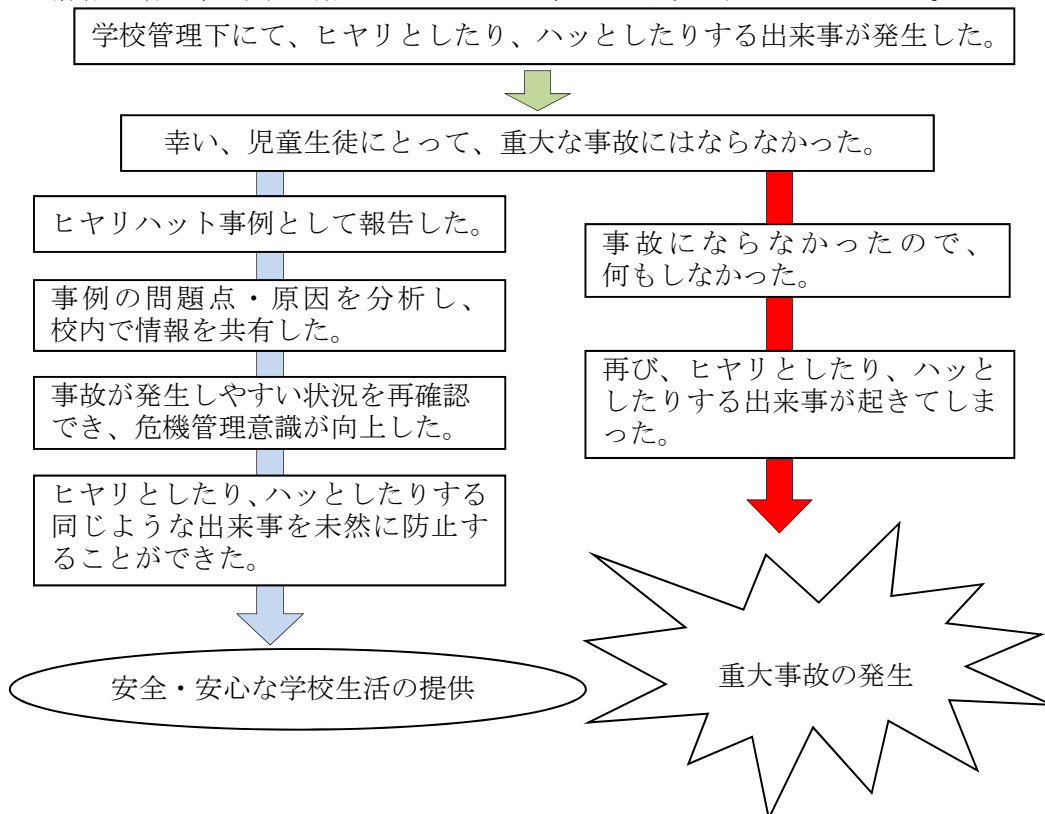 学校管理下にて、ヒヤリとしたり、ハッとしたりする出来事が発生した。
幸い、児童生徒にとって、重大な事故にはならなかった。
ヒヤリハット事例として報告した。
事例の問題点・原因を分析し、
校内で情報を共有した。
事故が発生しやすい状況を再確認
でき、危機管理意識が向上した。
ヒヤリとしたり、ハッとしたりする
同じような出来事を未然に防止す
ることができた。
安全・安心な学校生活の提供
事故にならなかったので、
何もしなかった。
再び、ヒヤリとしたり、ハッと
したりする出来事が起きてしま
った。
重大事故の発生